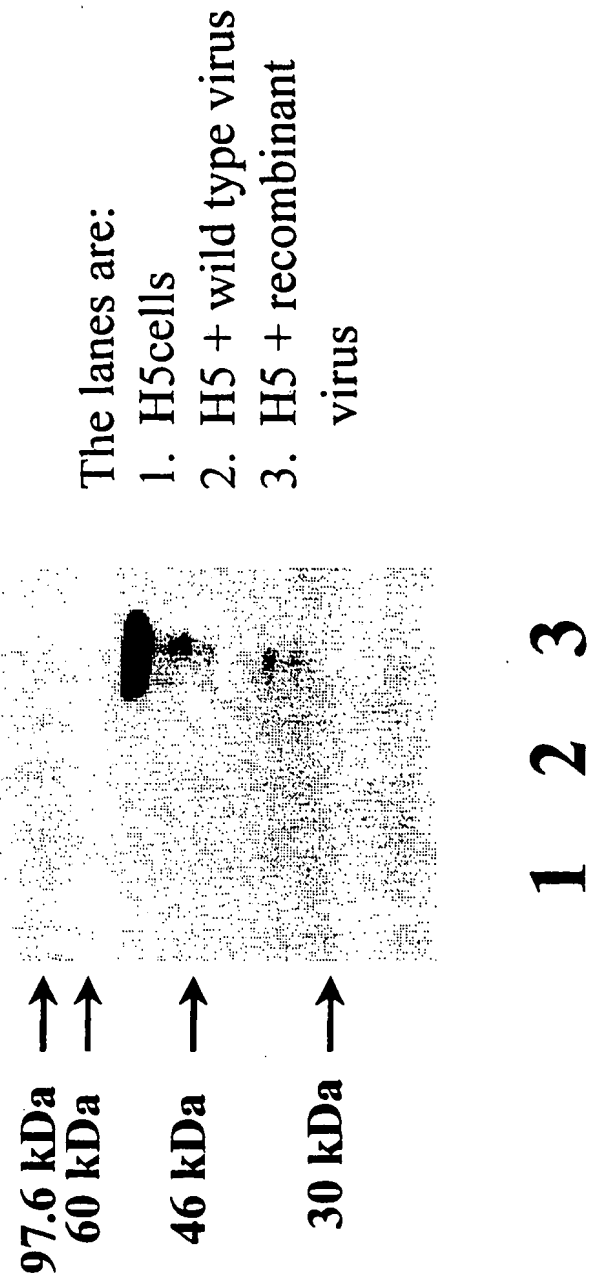 97.6 kDa
60 kDa
46 kDa
30 kDa
The lanes are:
1. H5cells
2. H5 + wild type virus
3. H5 + recombinant
virus
1 2 3